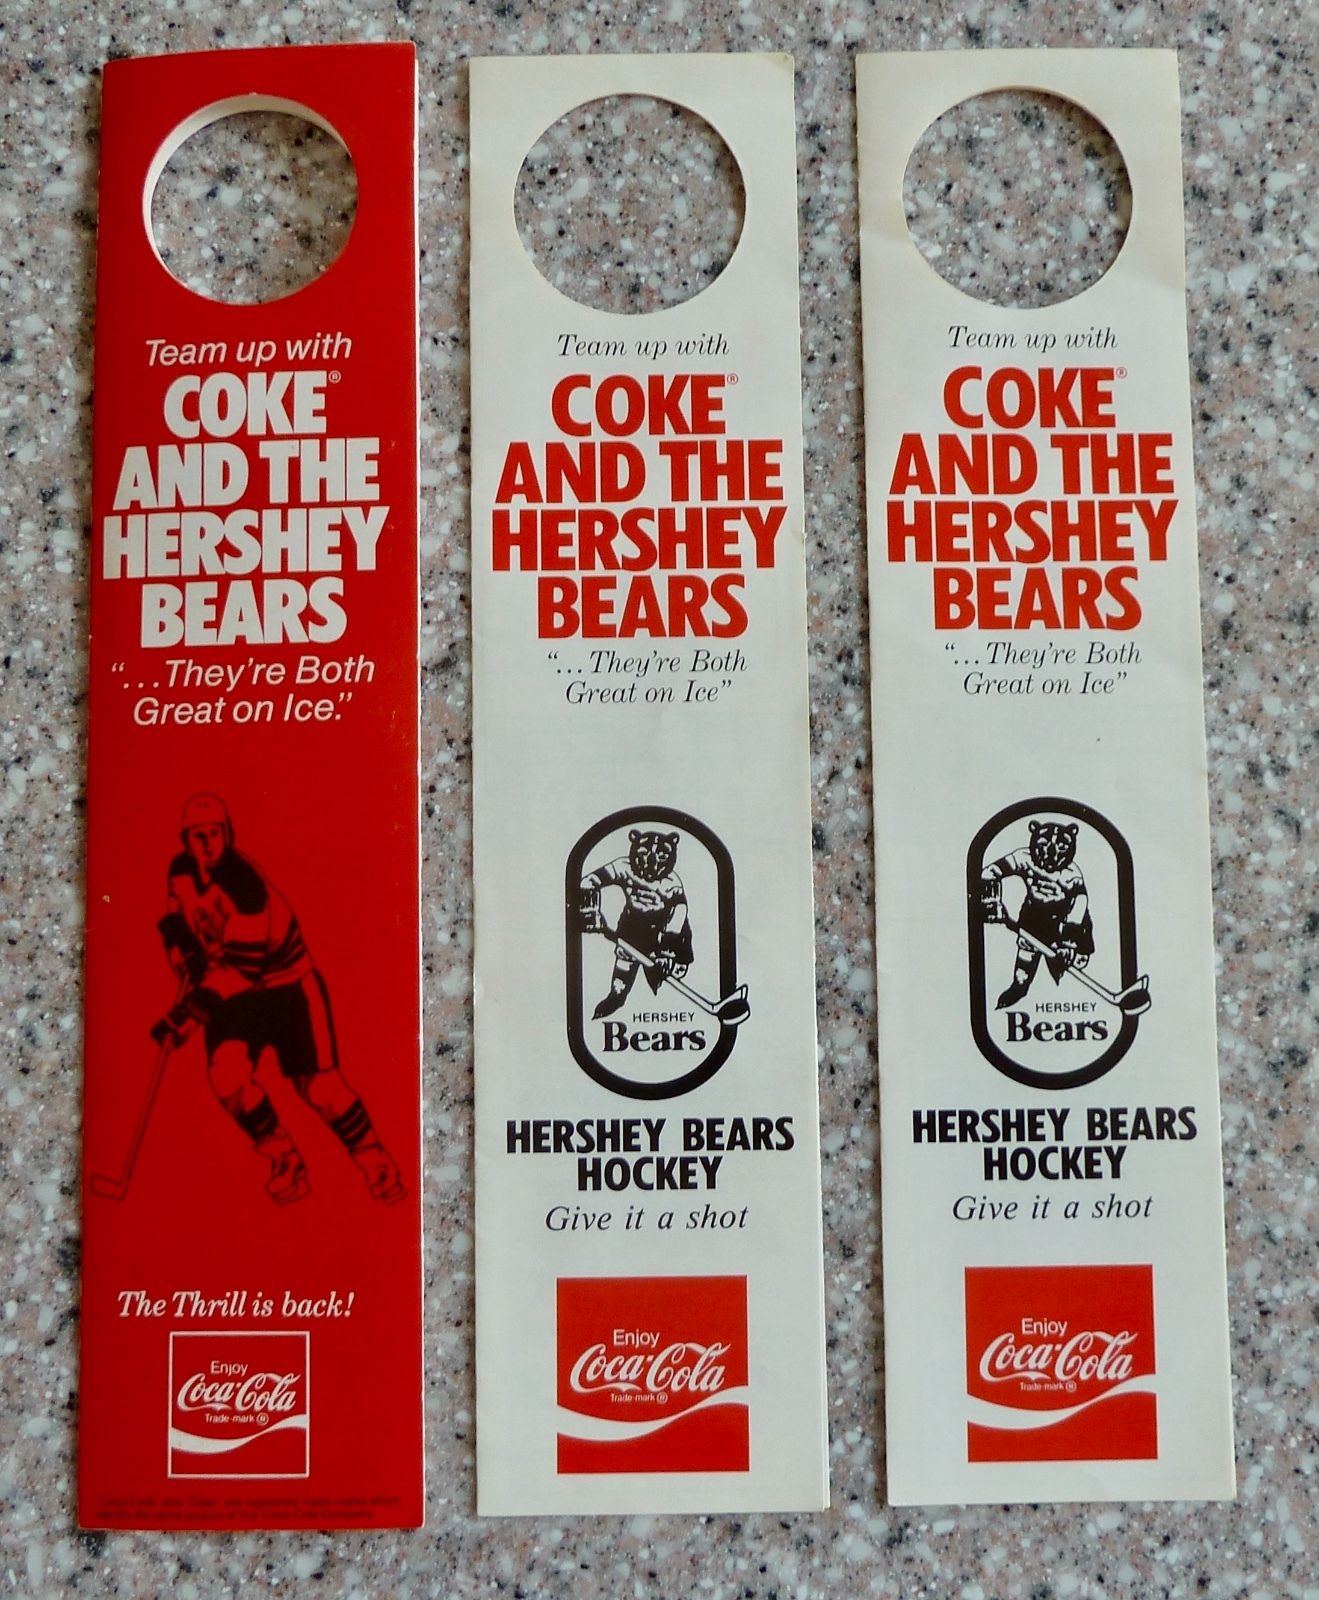 Team up with
COKE®
AND THE
HERSHEY
BEARS
“...They’re Both
Great on Ice.”
The Thrill is back!
Enjoy
Coca-Cola
Trade-mark ®
Team up with
COKE®
AND THE
HERSHEY
BEARS
“...They’re Both
Great on Ice”
HERSHEY
Bears
HERSHEY BEARS
HOCKEY
Give it a shot
Enjoy
Coca-Cola
Trade-mark ®
Team up with
COKE®
AND THE
HERSHEY
BEARS
“...They’re Both
Great on Ice”
HERSHEY
Bears
HERSHEY BEARS
HOCKEY
Give it a shot
Enjoy
Coca-Cola
Trade-mark ®